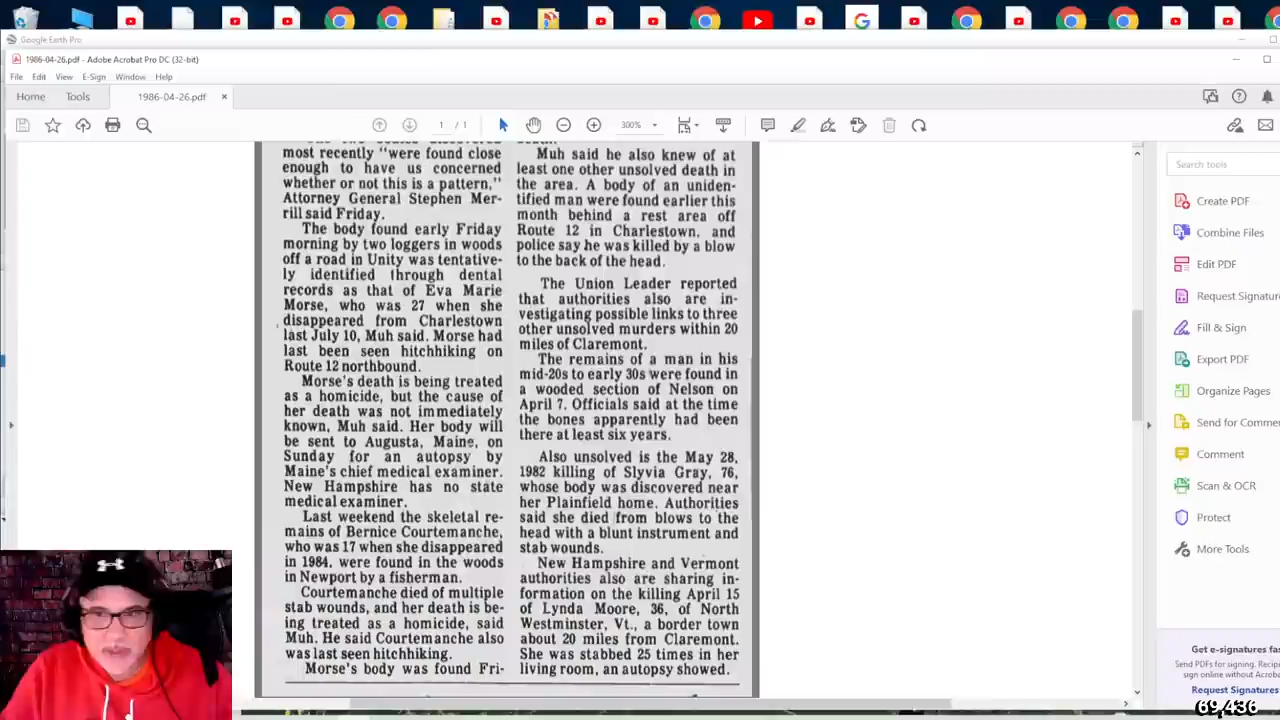 Google Earth Pro
1986-04-26.pdf - Adobe Acrobat Pro DC (32-bit)
File Edit View E-Sign Window Help
Home Tools 1986-04-26.pdf ×
1 / 1 300%
most recently "were found close
enough to have us concerned
whether or not this is a pattern,"
Attorney General Stephen Mer-
rill said Friday.
The body found early Friday
morning by two loggers in woods
off a road in Unity was tentative-
ly identified through dental
records as that of Eva Marie
Morse, who was 27 when she
disappeared from Charlestown
last July 10, Muh said. Morse had
last been seen hitchhiking on
Route 12 northbound.
Morse's death is being treated
as a homicide, but the cause of
her death was not immediately
known, Muh said. Her body will
be sent to Augusta, Maine, on
Sunday for an autopsy by
Maine's chief medical examiner.
New Hampshire has no state
medical examiner.
Last weekend the skeletal re-
mains of Bernice Courtemanche,
who was 17 when she disappeared
in 1984, were found in the woods
in Newport by a fisherman.
Courtemanche died of multiple
stab wounds, and her death is be-
ing treated as a homicide, said
Muh. He said Courtemanche also
was last seen hitchhiking.
Morse's body was found Fri-
Muh said he also knew of at
least one other unsolved death in
the area. A body of an uniden-
tified man were found earlier this
month behind a rest area off
Route 12 in Charlestown, and
police say he was killed by a blow
to the back of the head.
The Union Leader reported
that authorities also are in-
vestigating possible links to three
other unsolved murders within 20
miles of Claremont.
The remains of a man in his
mid-20s to early 30s were found in
a wooded section of Nelson on
April 7. Officials said at the time
the bones apparently had been
there at least six years.
Also unsolved is the May 28,
1982 killing of Slyvia Gray, 76,
whose body was discovered near
her Plainfield home. Authorities
said she died from blows to the
head with a blunt instrument and
stab wounds.
New Hampshire and Vermont
authorities also are sharing in-
formation on the killing April 15
of Lynda Moore, 36, of North
Westminster, Vt., a border town
about 20 miles from Claremont.
She was stabbed 25 times in her
living room, an autopsy showed.
Search tools
Create PDF
Combine Files
Edit PDF
Request Signatur
Fill & Sign
Export PDF
Organize Pages
Send for Comme
Comment
Scan & OCR
Protect
More Tools
Get e-signatures fas
Send PDFs for signing. Recipi
sign online without Acroba
Request Signatures
69,436